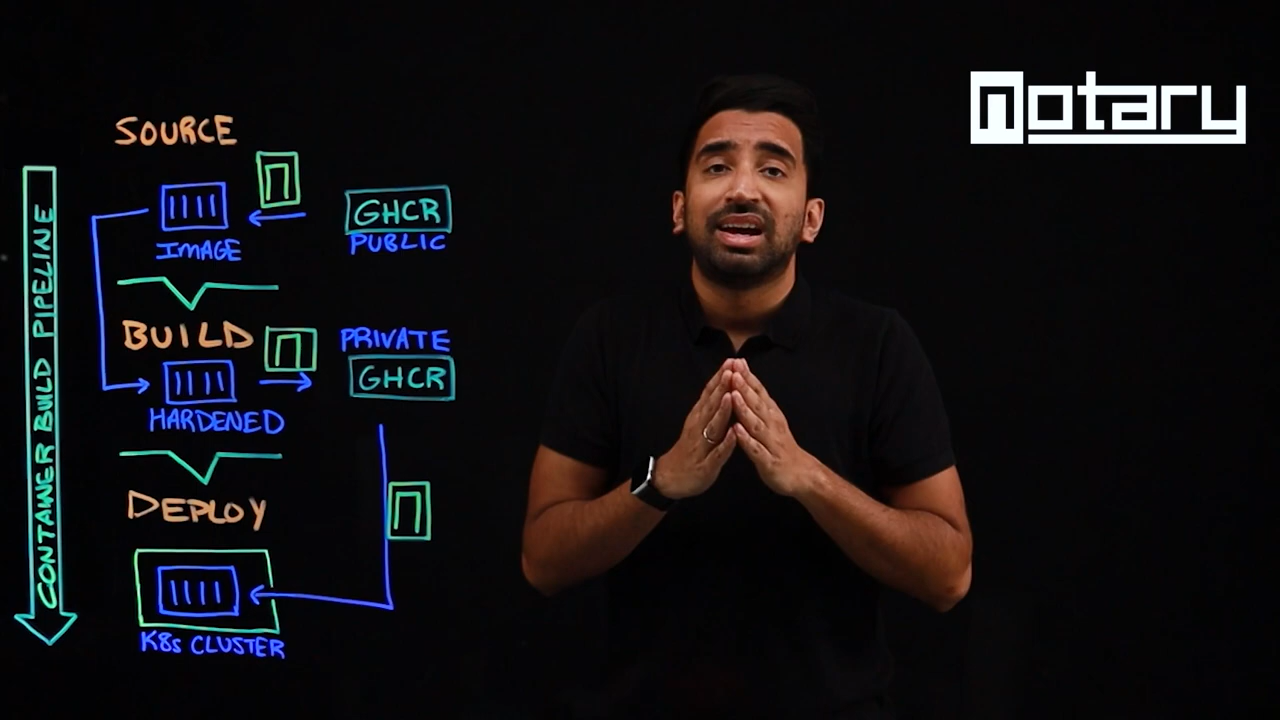 notary
SOURCE
GHCR
PUBLIC
IMAGE
CONTAINER BUILD PIPELINE
BUILD
PRIVATE
GHCR
HARDENED
DEPLOY
K8s CLUSTER